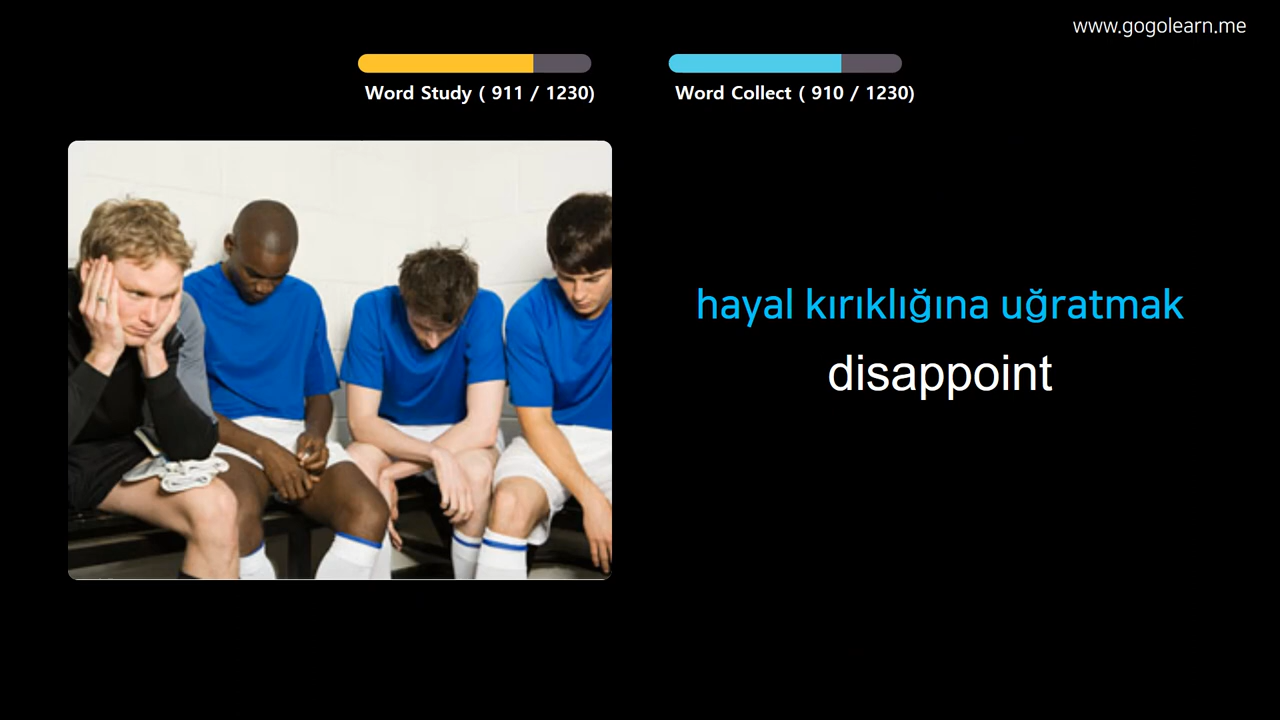 www.gogolearn.me
Word Study ( 911 / 1230)
Word Collect ( 910 / 1230)
hayal kırıklığına uğratmak
disappoint